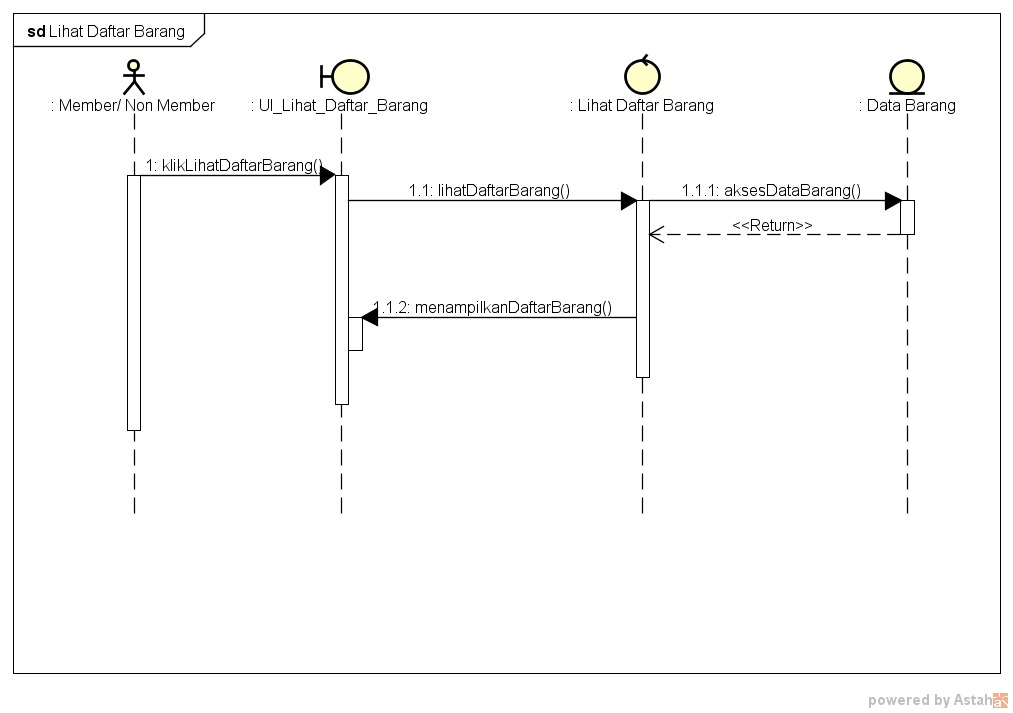 sd Lihat Daftar Barang
: Member/ Non Member
: UI_Lihat_Daftar_Barang
: Lihat Daftar Barang
: Data Barang
1: klikLihatDaftarBarang()
1.1: lihatDaftarBarang()
1.1.1: aksesDataBarang()
<<Return>>
1.1.2: menampilkanDaftarBarang()
powered by Astah